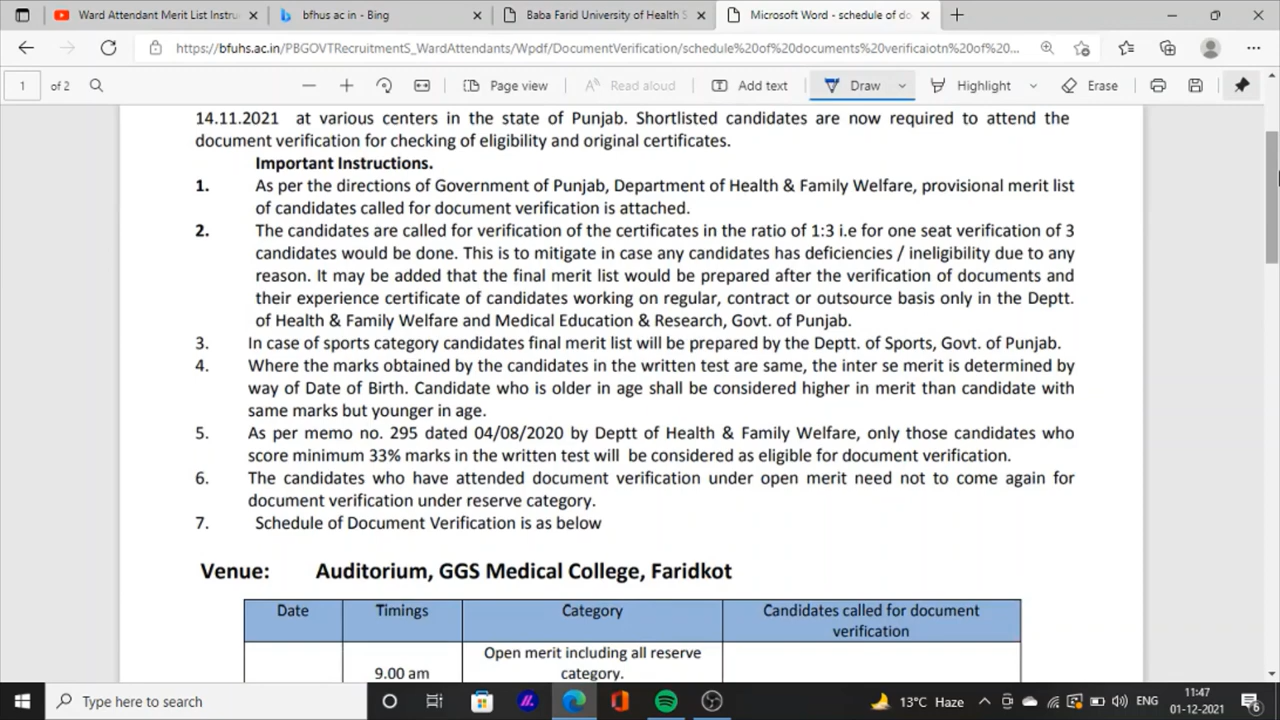 Ward Attendant Merit List Instru
bfhus ac in - Bing
Baba Farid University of Health S
Microsoft Word - schedule of do
https://bfuhs.ac.in/PBGOVTRecruitmentS_WardAttendants/Wpdf/DocumentVerification/schedule%20of%20documents%20verificaiotn%20of%20...
1 of 2
Page view
Read aloud
Add text
Draw
Highlight
Erase
14.11.2021 at various centers in the state of Punjab. Shortlisted candidates are now required to attend the
document verification for checking of eligibility and original certificates.
Important Instructions.
1. As per the directions of Government of Punjab, Department of Health & Family Welfare, provisional merit list
of candidates called for document verification is attached.
2. The candidates are called for verification of the certificates in the ratio of 1:3 i.e for one seat verification of 3
candidates would be done. This is to mitigate in case any candidates has deficiencies / ineligibility due to any
reason. It may be added that the final merit list would be prepared after the verification of documents and
their experience certificate of candidates working on regular, contract or outsource basis only in the Deptt.
of Health & Family Welfare and Medical Education & Research, Govt. of Punjab.
3. In case of sports category candidates final merit list will be prepared by the Deptt. of Sports, Govt. of Punjab.
4. Where the marks obtained by the candidates in the written test are same, the inter se merit is determined by
way of Date of Birth. Candidate who is older in age shall be considered higher in merit than candidate with
same marks but younger in age.
5. As per memo no. 295 dated 04/08/2020 by Deptt of Health & Family Welfare, only those candidates who
score minimum 33% marks in the written test will be considered as eligible for document verification.
6. The candidates who have attended document verification under open merit need not to come again for
document verification under reserve category.
7. Schedule of Document Verification is as below
Venue: Auditorium, GGS Medical College, Faridkot
Date Timings Category Candidates called for document
verification
Open merit including all reserve
9.00 am category.
Type here to search
13°C Haze
ENG
11:47
01-12-2021
6